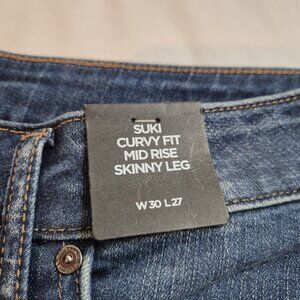 SUKI
CURVY FIT
MID RISE
SKINNY LEG
W 30 L 27